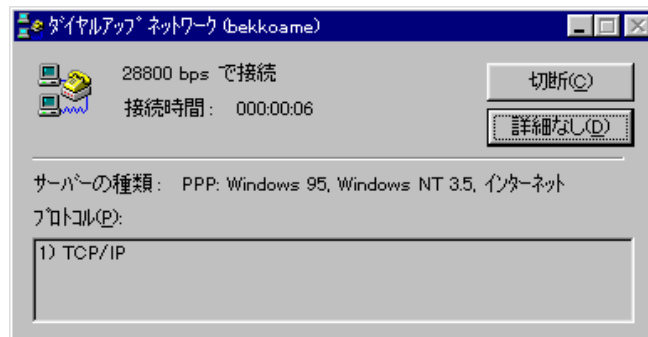 ダイヤルアップ ネットワーク (bekkoame)
28800 bps で接続
切断(C)
接続時間: 000:00:06
詳細なし(D)
サーバーの種類: PPP: Windows 95, Windows NT 3.5, インターネット
プロトコル(P):
1) TCP/IP